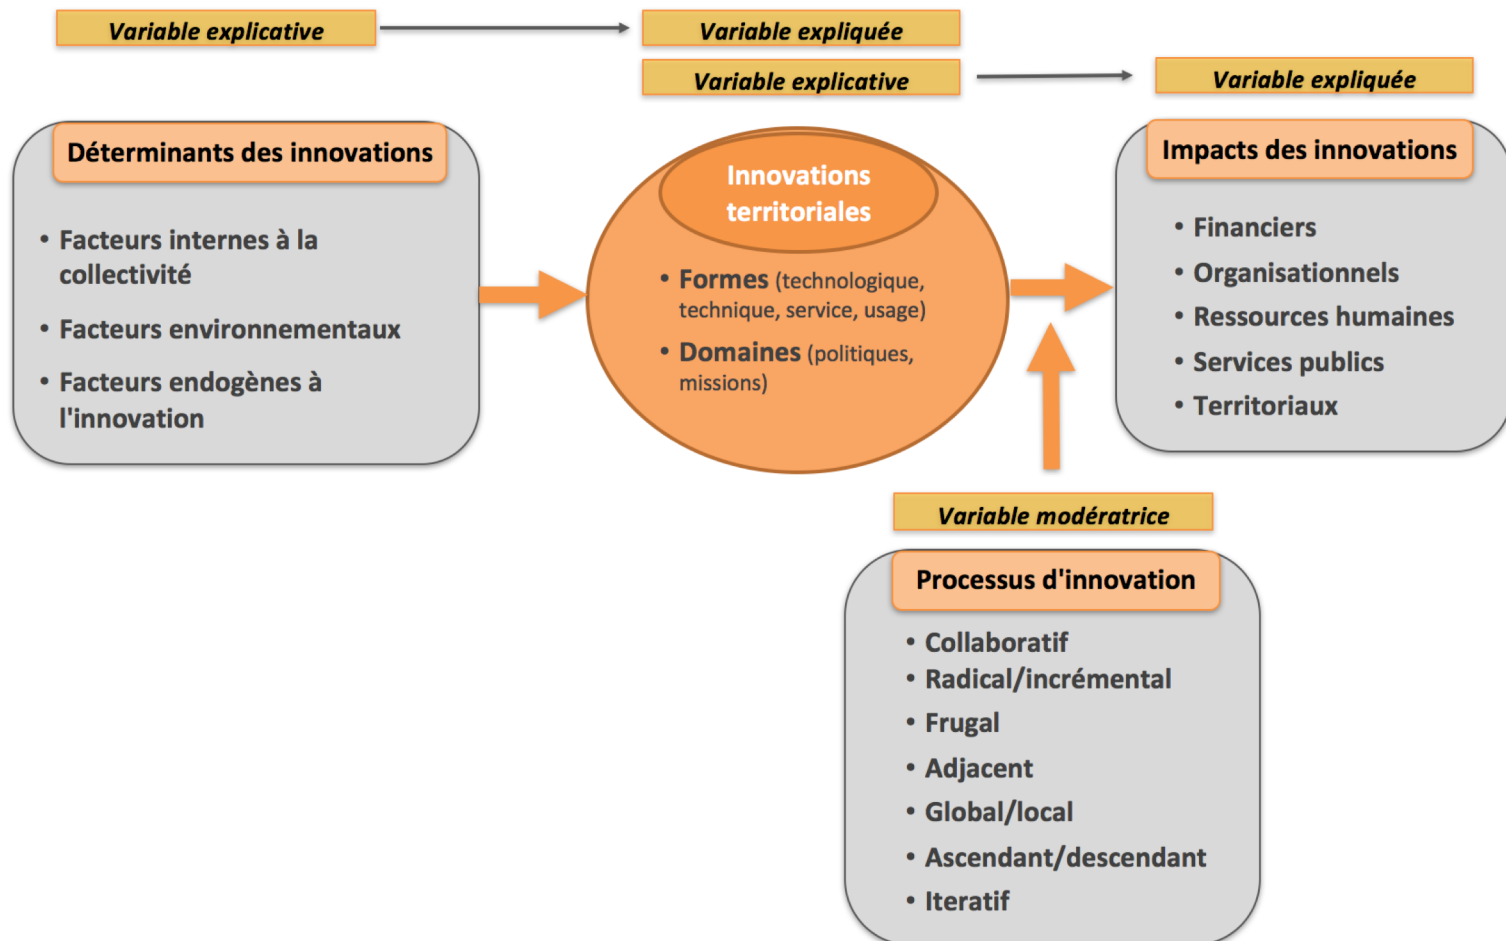 Variable explicative
Variable expliquée
Variable explicative
Variable expliquée
Déterminants des innovations
• Facteurs internes à la
collectivité
• Facteurs environnementaux
• Facteurs endogènes à
l'innovation
Innovations
territoriales
• Formes (technologique,
technique, service, usage)
• Domaines (politiques,
missions)
Impacts des innovations
• Financiers
• Organisationnels
• Ressources humaines
• Services publics
• Territoriaux
Variable modératrice
Processus d'innovation
• Collaboratif
• Radical/incrémental
• Frugal
• Adjacent
• Global/local
• Ascendant/descendant
• Iteratif